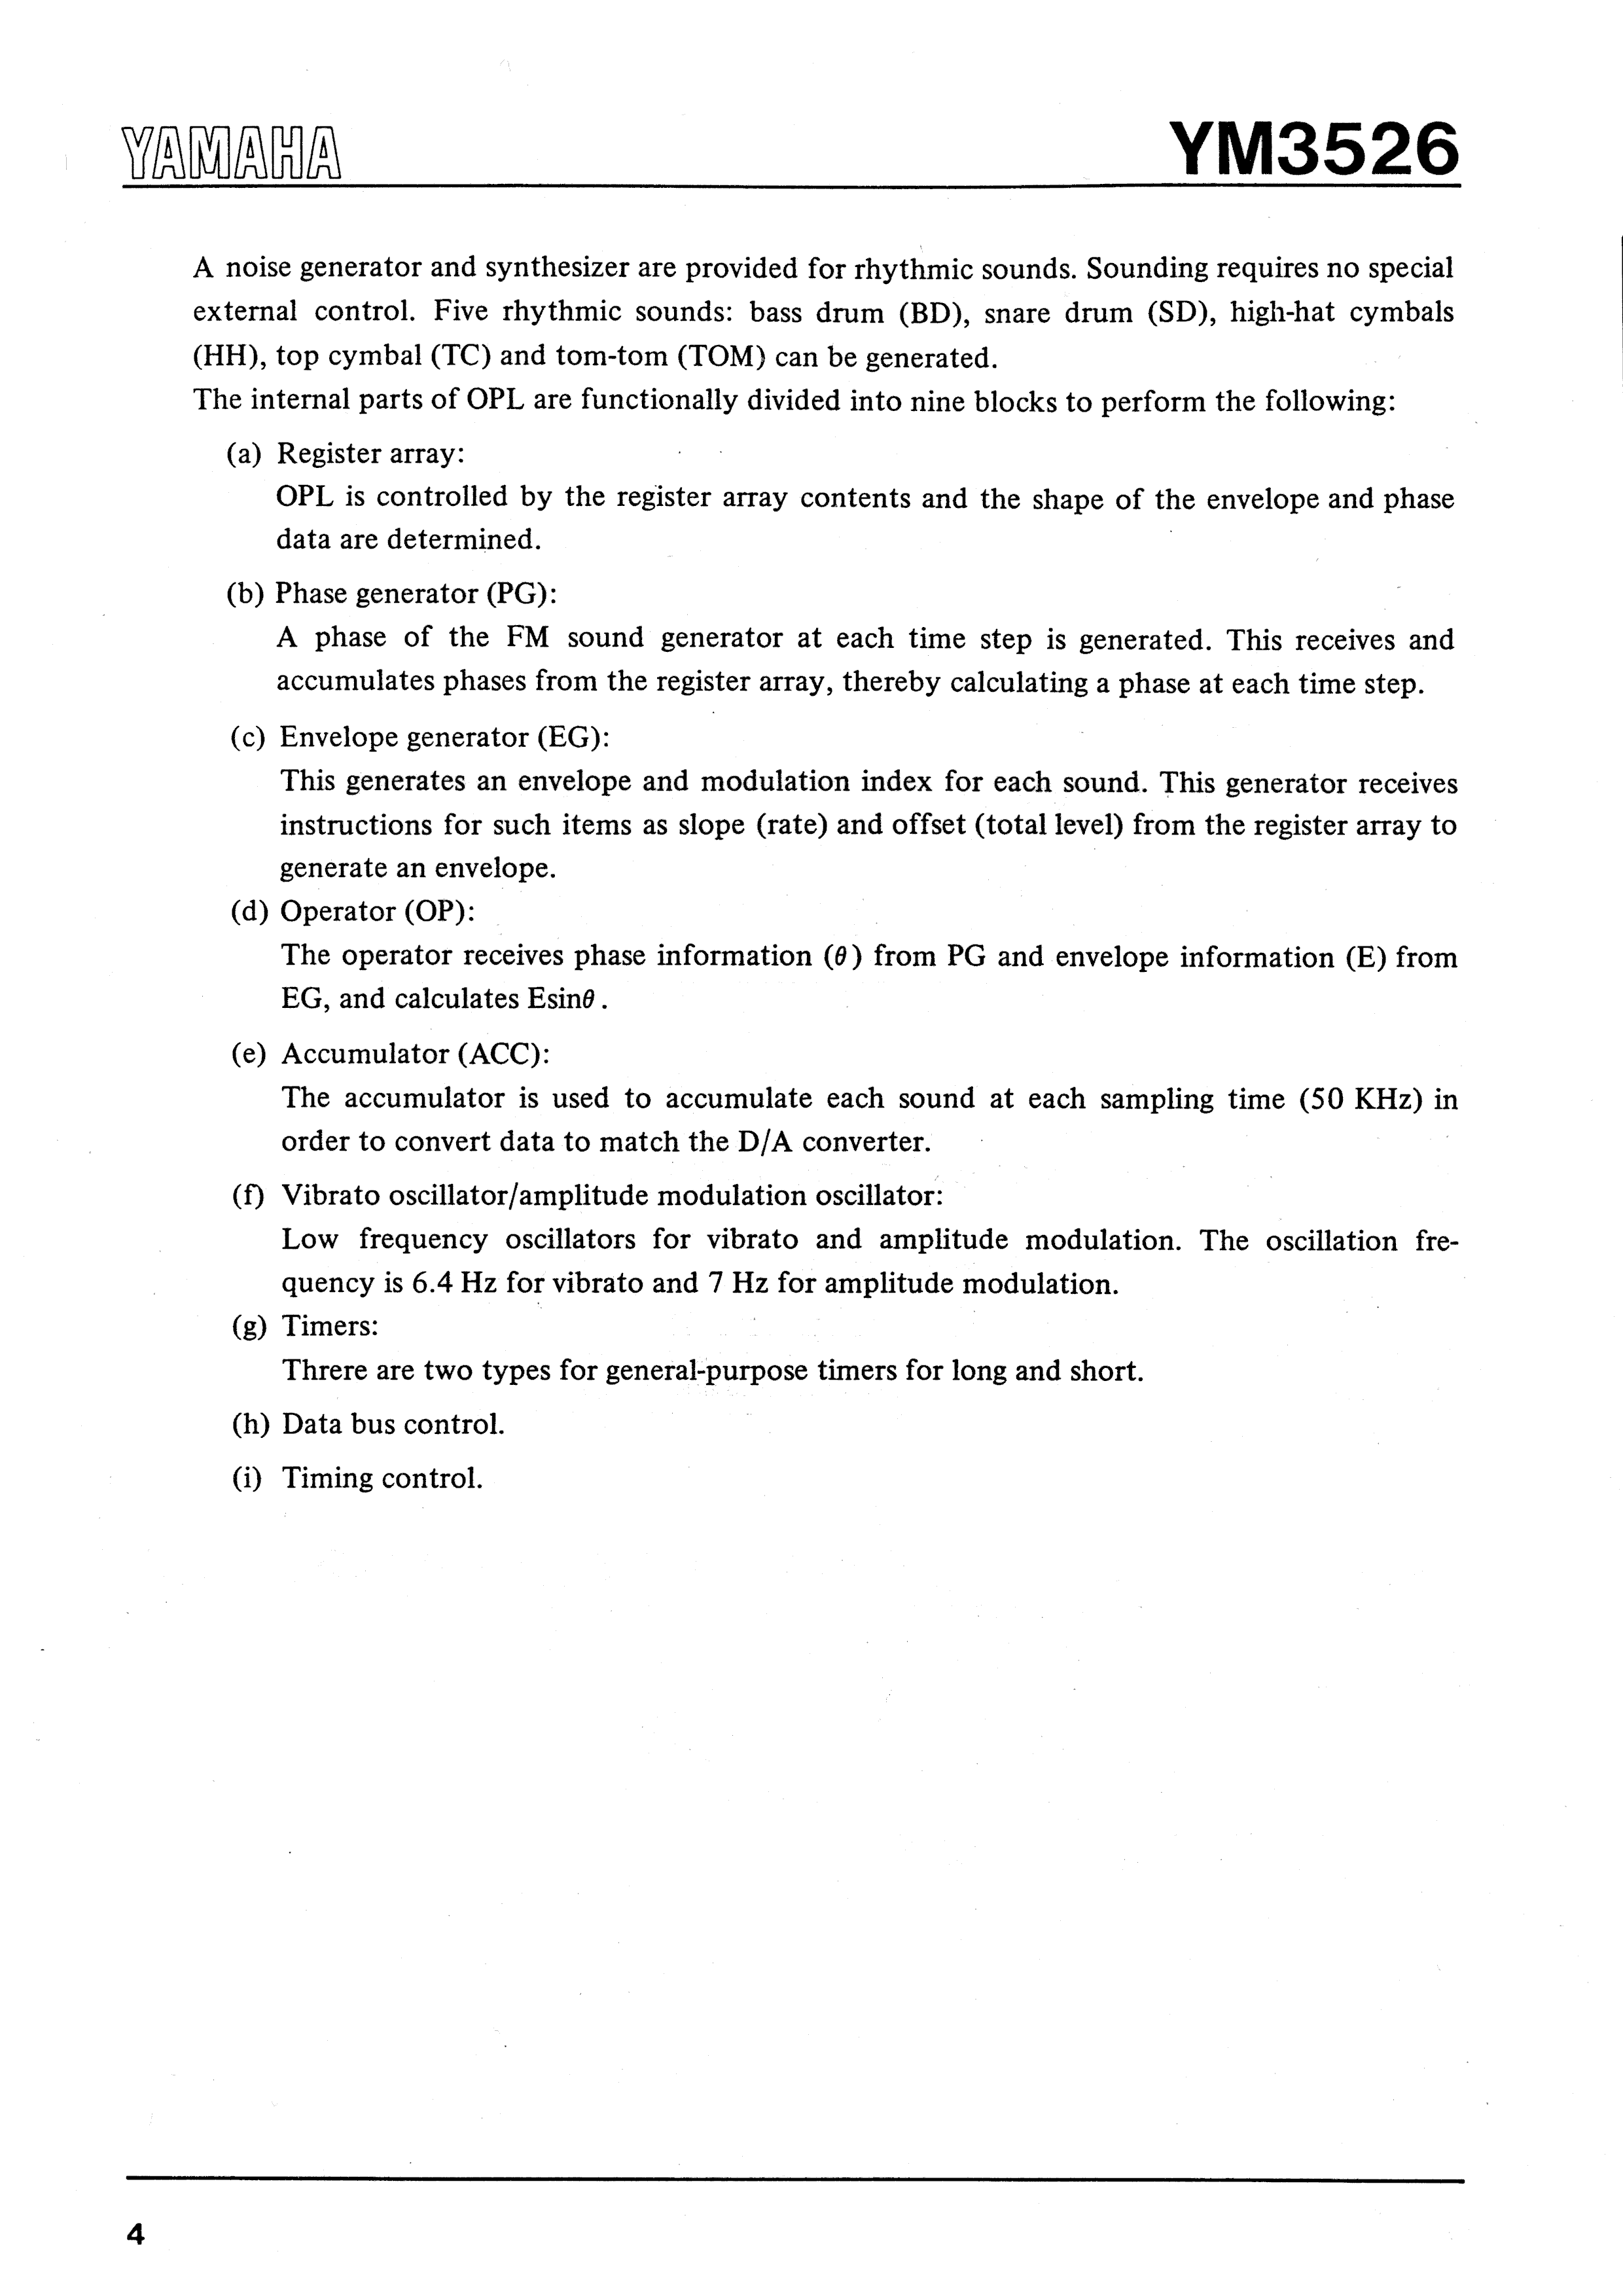 YAMAHA
YM3526
A noise generator and synthesizer are provided for rhythmic sounds. Sounding requires no special
external control. Five rhythmic sounds: bass drum (BD), snare drum (SD), high-hat cymbals
(HH), top cymbal (TC) and tom-tom (TOM) can be generated.
The internal parts of OPL are functionally divided into nine blocks to perform the following:
(a) Register array:
OPL is controlled by the register array contents and the shape of the envelope and phase
data are determined.
(b) Phase generator (PG):
A phase of the FM sound generator at each time step is generated. This receives and
accumulates phases from the register array, thereby calculating a phase at each time step.
(c) Envelope generator (EG):
This generates an envelope and modulation index for each sound. This generator receives
instructions for such items as slope (rate) and offset (total level) from the register array to
generate an envelope.
(d) Operator (OP):
The operator receives phase information (θ) from PG and envelope information (E) from
EG, and calculates Esinθ.
(e) Accumulator (ACC):
The accumulator is used to accumulate each sound at each sampling time (50 KHz) in
order to convert data to match the D/A converter.
(f) Vibrato oscillator/amplitude modulation oscillator:
Low frequency oscillators for vibrato and amplitude modulation. The oscillation fre-
quency is 6.4 Hz for vibrato and 7 Hz for amplitude modulation.
(g) Timers:
Threre are two types for general-purpose timers for long and short.
(h) Data bus control.
(i) Timing control.
4